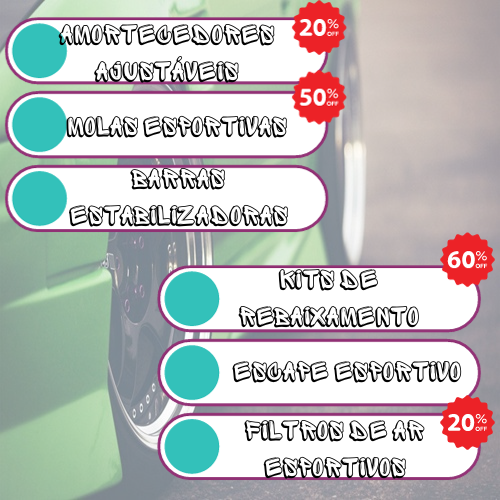 20% OFF
AMORTECEDORES
AJUSTÁVEIS
50% OFF
MOLAS ESPORTIVAS
BARRAS
ESTABILIZADORAS
60% OFF
KITS DE
REBAIXAMENTO
ESCAPE ESPORTIVO
20% OFF
FILTROS DE AR
ESPORTIVOS